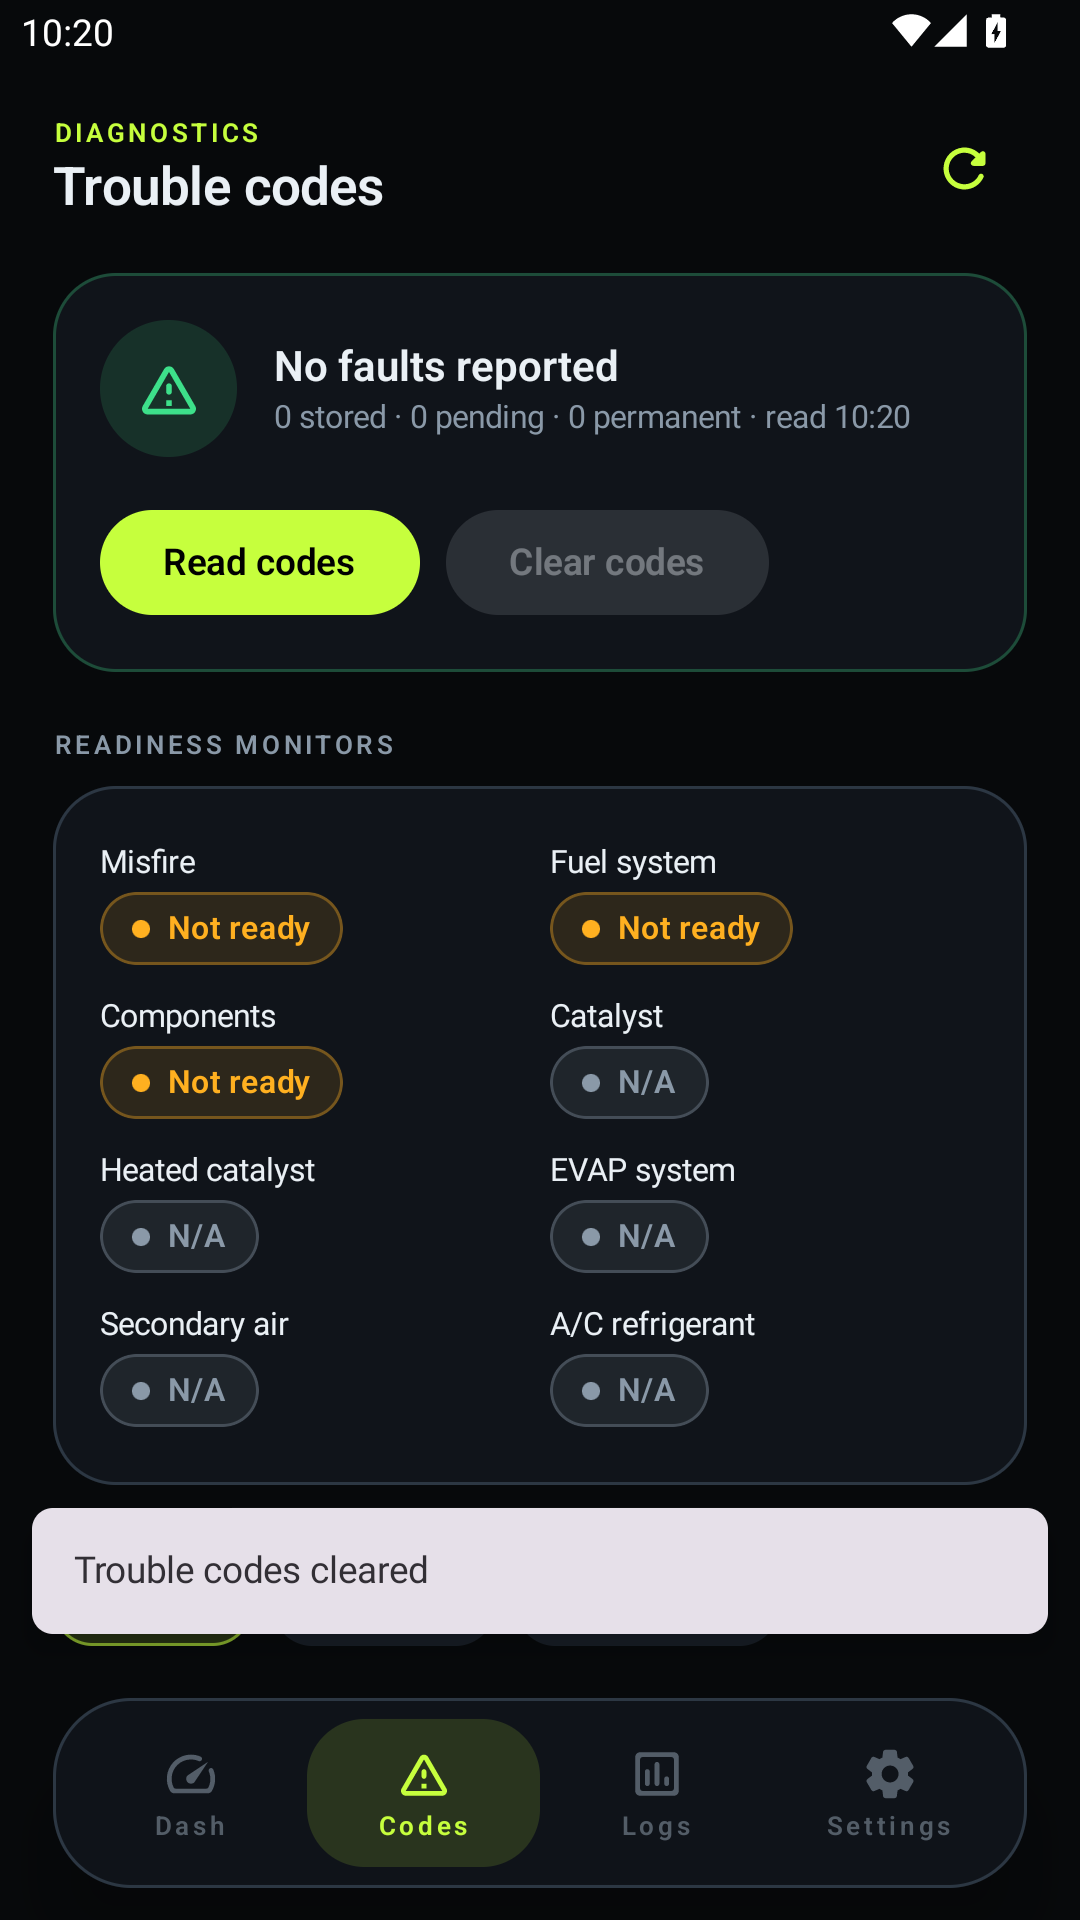 10:20
DIAGNOSTICS
Trouble codes
No faults reported
0 stored · 0 pending · 0 permanent · read 10:20
Read codes
Clear codes
READINESS MONITORS
Misfire
Fuel system
Not ready
Not ready
Components
Catalyst
Not ready
N/A
Heated catalyst
EVAP system
N/A
N/A
Secondary air
A/C refrigerant
N/A
N/A
Trouble codes cleared
Dash
Codes
Logs
Settings